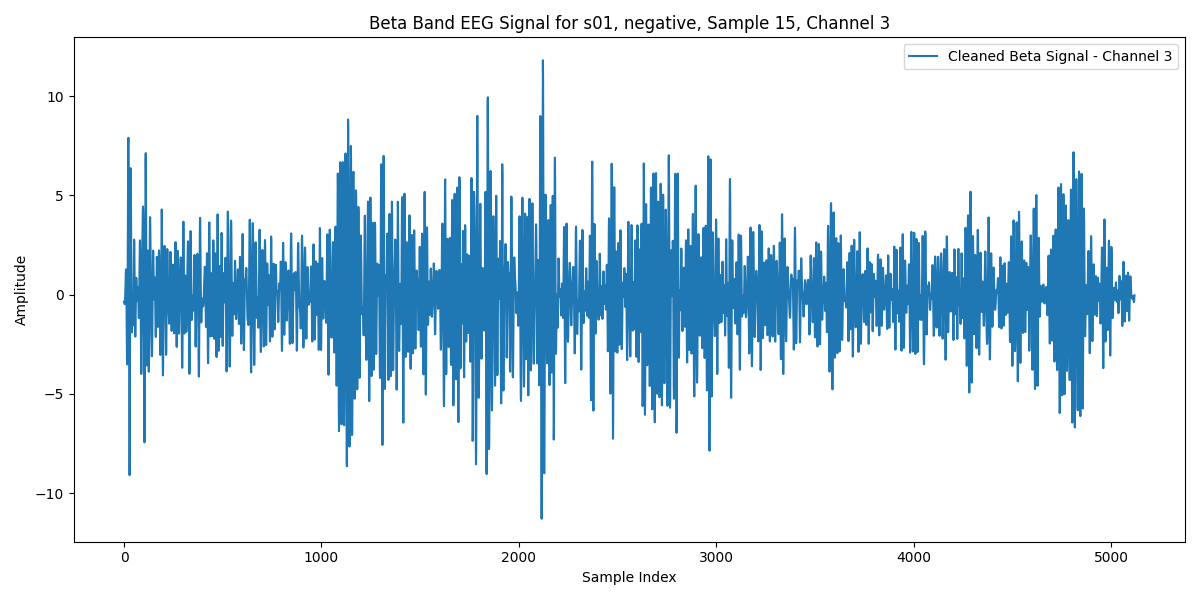 Beta Band EEG Signal for s01, negative, Sample 15, Channel 3
Cleaned Beta Signal - Channel 3
10
5
0
−5
−10
Amplitude
0 1000 2000 3000 4000 5000
Sample Index